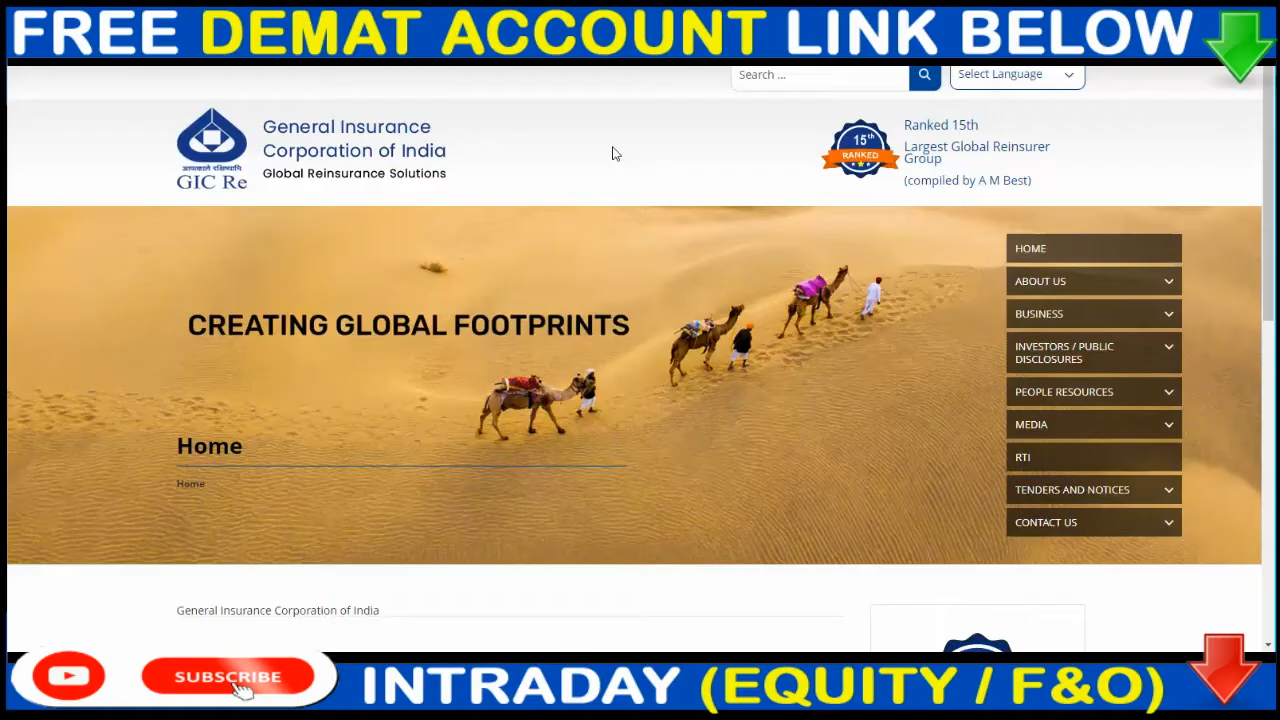 FREE DEMAT ACCOUNT LINK BELOW
Search ...
Select Language
General Insurance
Corporation of India
Global Reinsurance Solutions
आपत्काले रक्षिष्यामि
GIC Re
15th
RANKED
Ranked 15th
Largest Global Reinsurer
Group
(compiled by A M Best)
CREATING GLOBAL FOOTPRINTS
Home
Home
HOME
ABOUT US
BUSINESS
INVESTORS / PUBLIC
DISCLOSURES
PEOPLE RESOURCES
MEDIA
RTI
TENDERS AND NOTICES
CONTACT US
General Insurance Corporation of India
SUBSCRIBE
INTRADAY (EQUITY / F&O)